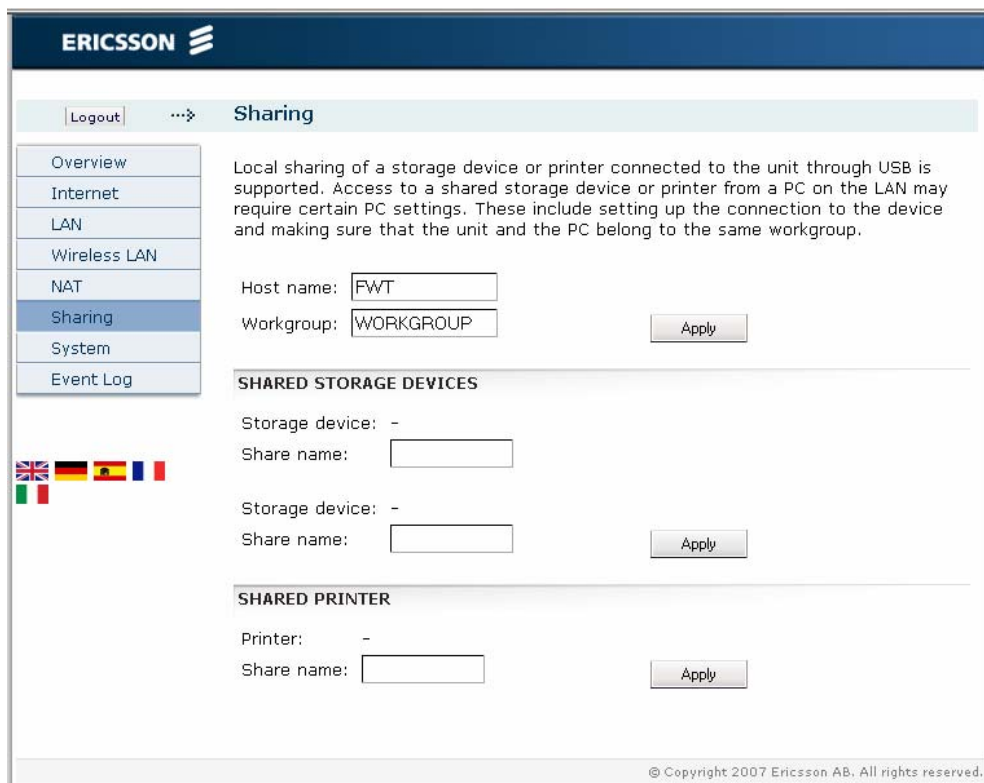 ERICSSON
Logout
Sharing
Overview
Internet
LAN
Wireless LAN
NAT
Sharing
System
Event Log
Local sharing of a storage device or printer connected to the unit through USB is
supported. Access to a shared storage device or printer from a PC on the LAN may
require certain PC settings. These include setting up the connection to the device
and making sure that the unit and the PC belong to the same workgroup.
Host name: FWT
Workgroup: WORKGROUP Apply
SHARED STORAGE DEVICES
Storage device: -
Share name:
Storage device: -
Share name: Apply
SHARED PRINTER
Printer: -
Share name: Apply
© Copyright 2007 Ericsson AB. All rights reserved.